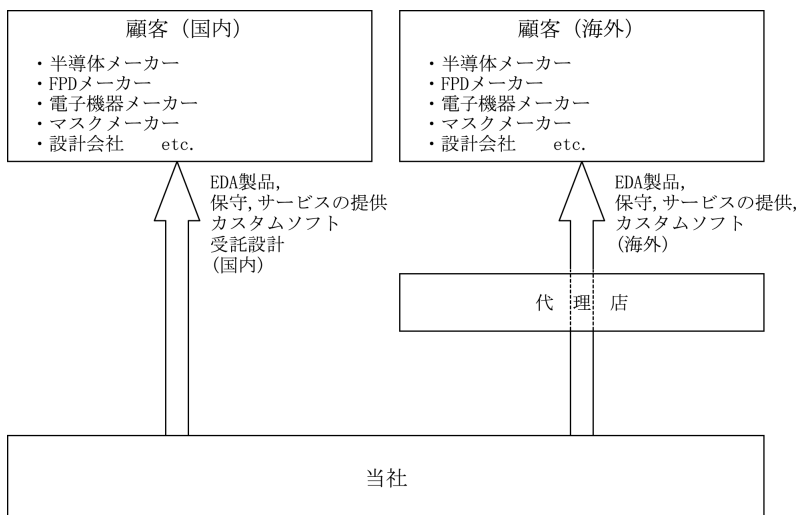 顧客（国内）
・半導体メーカー
・FPDメーカー
・電子機器メーカー
・マスクメーカー
・設計会社　　etc.
顧客（海外）
・半導体メーカー
・FPDメーカー
・電子機器メーカー
・マスクメーカー
・設計会社　　etc.
EDA製品,
保守,サービスの提供
カスタムソフト
受託設計
(国内)
EDA製品,
保守,サービスの提供,
カスタムソフト
(海外)
代　理　店
当社